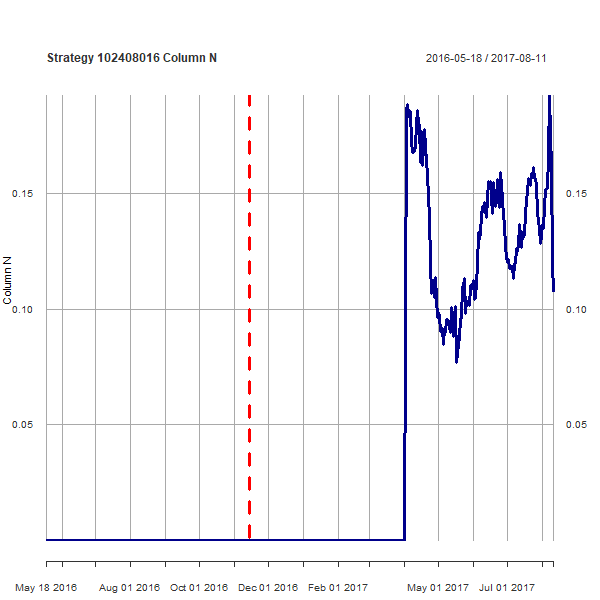 Strategy 102408016 Column N
2016-05-18 / 2017-08-11
0.15
0.15
Column N
0.10
0.10
0.05
0.05
May 18 2016
Aug 01 2016
Oct 01 2016
Dec 01 2016
Feb 01 2017
May 01 2017
Jul 01 2017